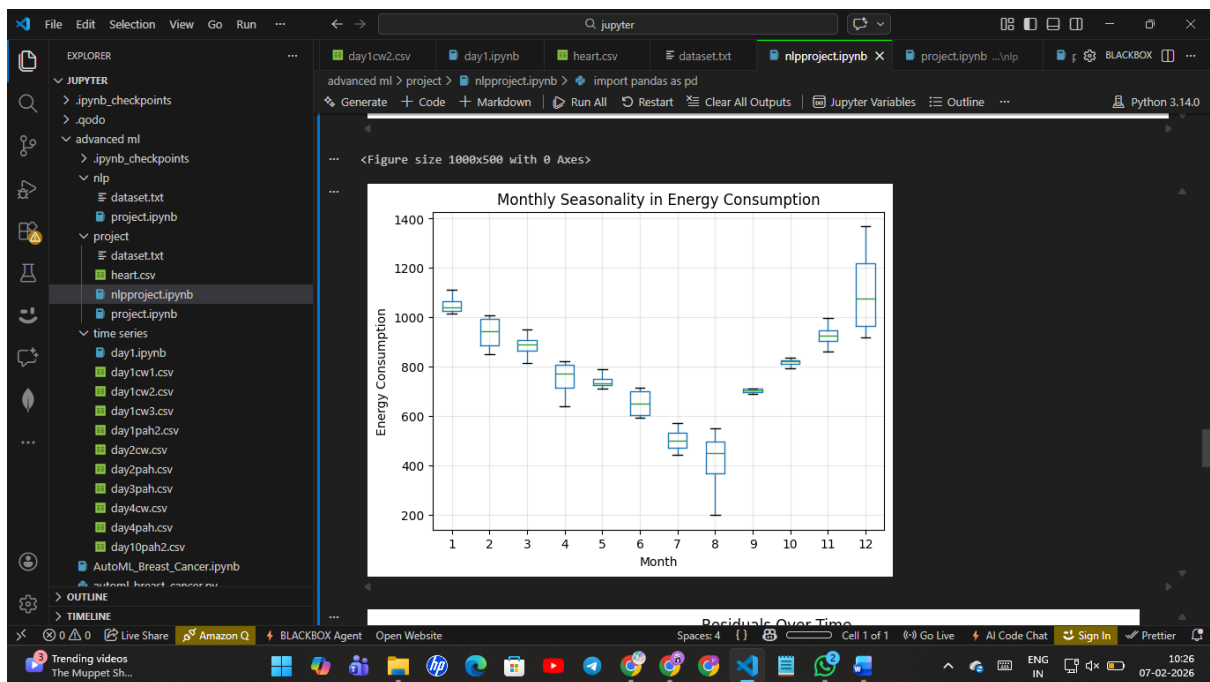 File Edit Selection View Go Run ...
jupyter
EXPLORER ...
JUPYTER
.ipynb_checkpoints
.qodo
advanced ml
.ipynb_checkpoints
nlp
dataset.txt
project.ipynb
project
dataset.txt
heart.csv
nlpproject.ipynb
project.ipynb
time series
day1.ipynb
day1cw1.csv
day1cw2.csv
day1cw3.csv
day1pah2.csv
day2cw.csv
day2pah.csv
day3pah.csv
day4cw.csv
day4pah.csv
day10pah2.csv
AutoML_Breast_Cancer.ipynb
automl_breast_cancer.py
OUTLINE
TIMELINE
day1cw2.csv day1.ipynb heart.csv dataset.txt nlpproject.ipynb project.ipynb ...\nlp BLACKBOX ...
advanced ml > project > nlpproject.ipynb > import pandas as pd
Generate + Code + Markdown Run All Restart Clear All Outputs Jupyter Variables Outline ... Python 3.14.0
... <Figure size 1000x500 with 0 Axes>
...
Monthly Seasonality in Energy Consumption
1400
1200
1000
800
600
400
200
Energy Consumption
1 2 3 4 5 6 7 8 9 10 11 12
Month
...
Residuals Over Time
0 0 Live Share Amazon Q BLACKBOX Agent Open Website Spaces: 4 {} Cell 1 of 1 Go Live AI Code Chat Sign In Prettier
3
Trending videos
The Muppet Sh...
2
ENG
IN
10:26
07-02-2026